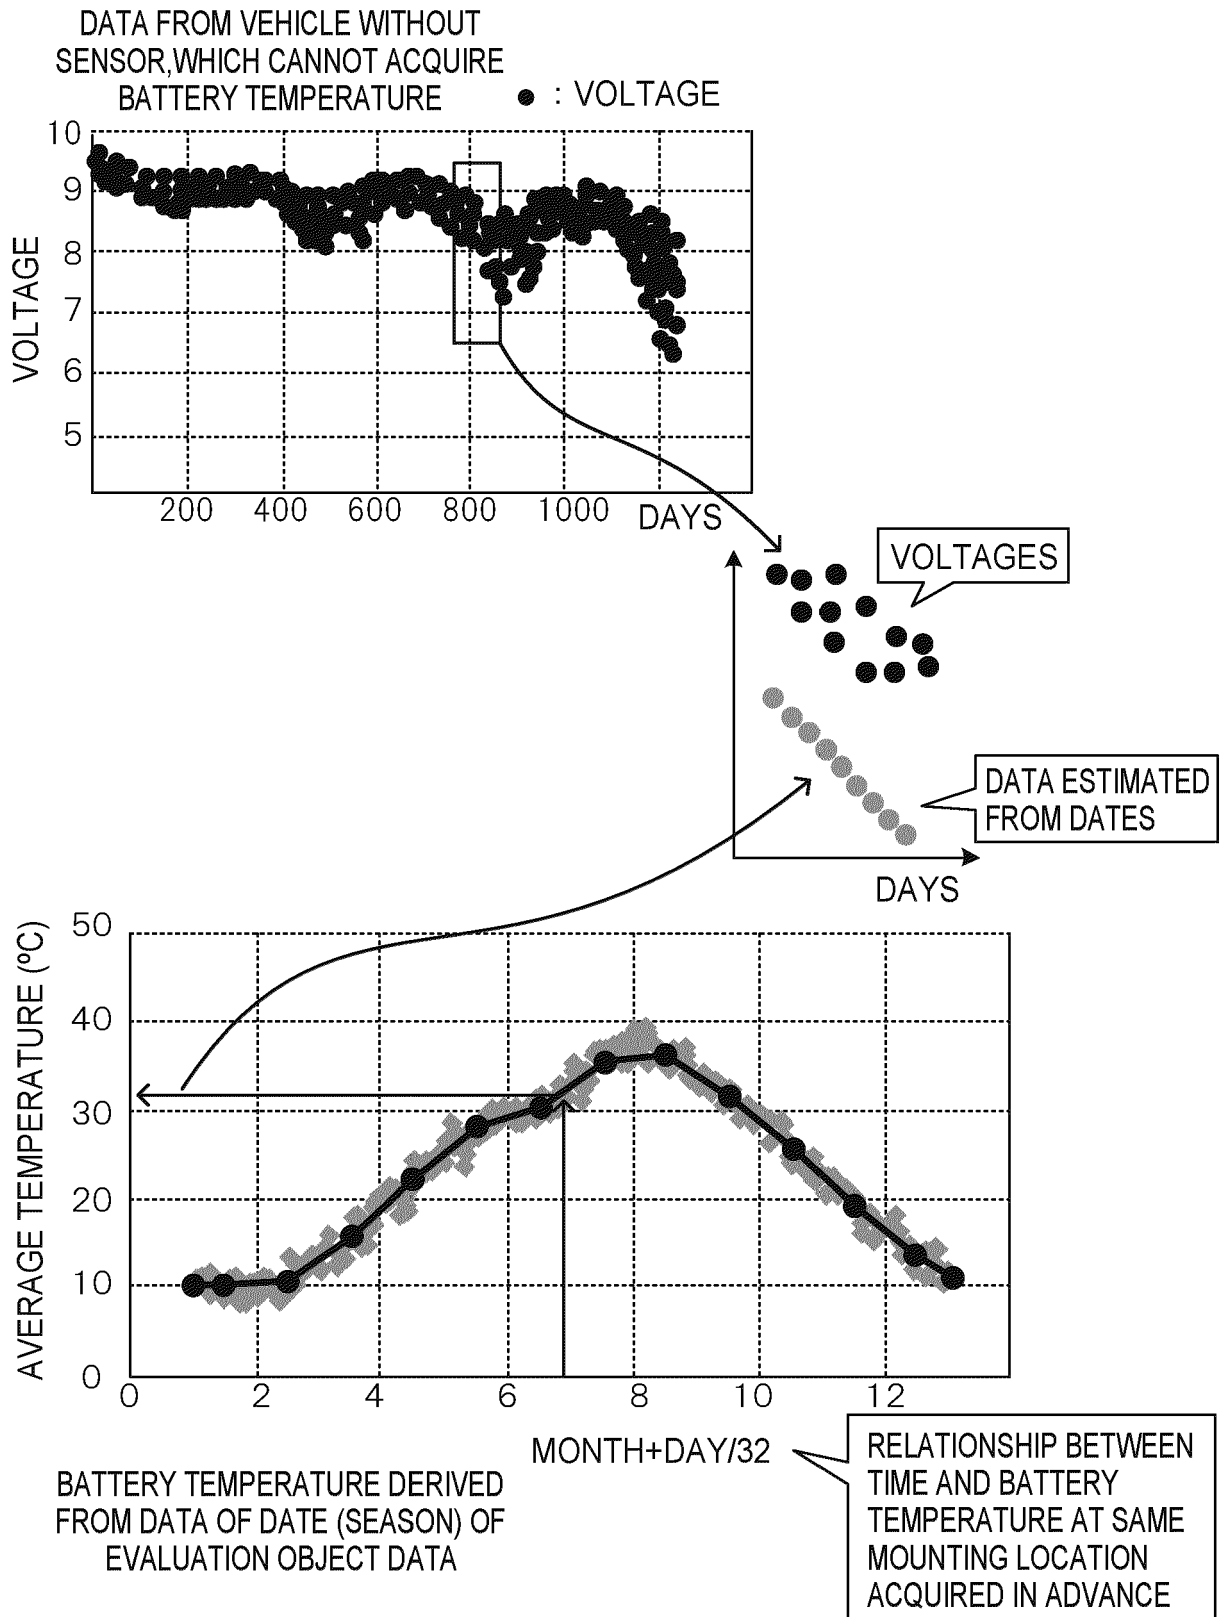 DATA FROM VEHICLE WITHOUT
SENSOR,WHICH CANNOT ACQUIRE
BATTERY TEMPERATURE
: VOLTAGE
10
9
8
7
6
5
VOLTAGE
200 400 600 800 1000 DAYS
VOLTAGES
DATA ESTIMATED
FROM DATES
DAYS
50
40
30
20
10
0
AVERAGE TEMPERATURE (ºC)
0 2 4 6 8 10 12
MONTH+DAY/32
RELATIONSHIP BETWEEN
TIME AND BATTERY
TEMPERATURE AT SAME
MOUNTING LOCATION
ACQUIRED IN ADVANCE
BATTERY TEMPERATURE DERIVED
FROM DATA OF DATE (SEASON) OF
EVALUATION OBJECT DATA